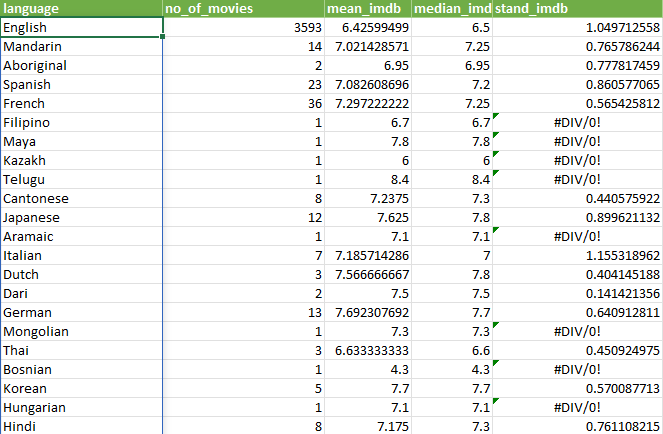 language no_of_movies mean_imdb median_imd stand_imdb
English 3593 6.42599499 6.5 1.049712558
Mandarin 14 7.021428571 7.25 0.765786244
Aboriginal 2 6.95 6.95 0.777817459
Spanish 23 7.082608696 7.2 0.860577065
French 36 7.297222222 7.25 0.565425812
Filipino 1 6.7 6.7 #DIV/0!
Maya 1 7.8 7.8 #DIV/0!
Kazakh 1 6 6 #DIV/0!
Telugu 1 8.4 8.4 #DIV/0!
Cantonese 8 7.2375 7.3 0.440575922
Japanese 12 7.625 7.8 0.899621132
Aramaic 1 7.1 7.1 #DIV/0!
Italian 7 7.185714286 7 1.155318962
Dutch 3 7.566666667 7.8 0.404145188
Dari 2 7.5 7.5 0.141421356
German 13 7.692307692 7.7 0.640912811
Mongolian 1 7.3 7.3 #DIV/0!
Thai 3 6.633333333 6.6 0.450924975
Bosnian 1 4.3 4.3 #DIV/0!
Korean 5 7.7 7.7 0.570087713
Hungarian 1 7.1 7.1 #DIV/0!
Hindi 8 7.175 7.3 0.761108215